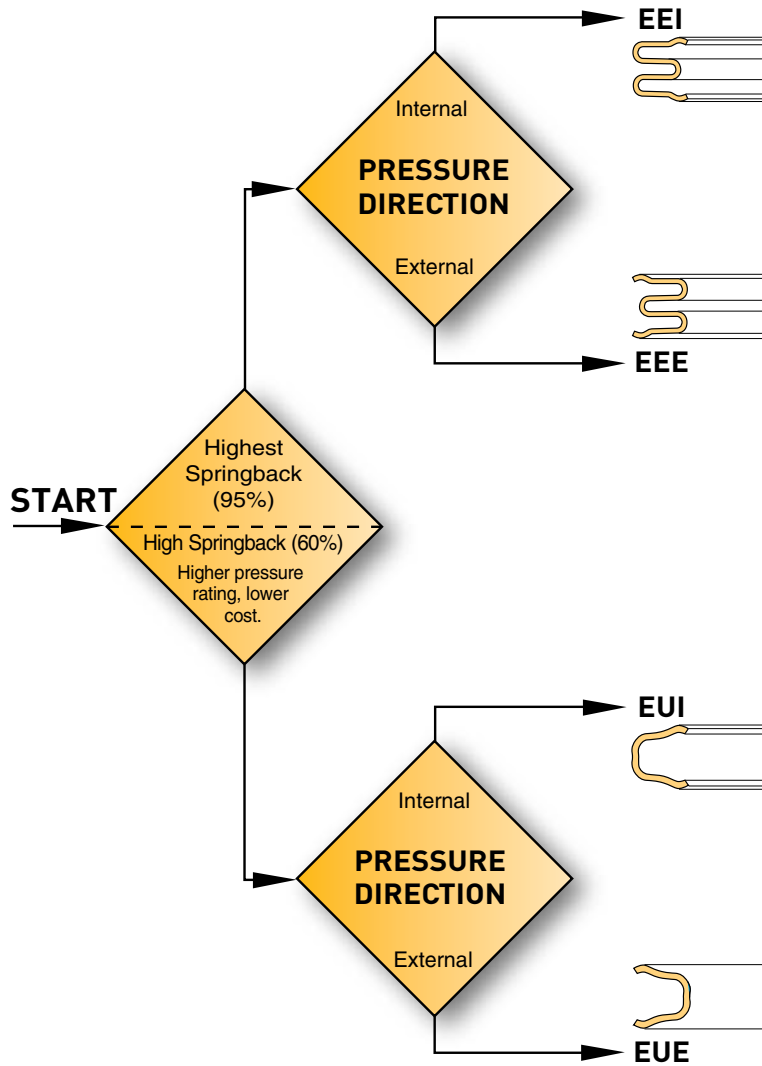 EEI
Internal
PRESSURE
DIRECTION
External
EEE
Highest
Springback
(95%)
START
High Springback (60%)
Higher pressure
rating, lower
cost.
EUI
Internal
PRESSURE
DIRECTION
External
EUE